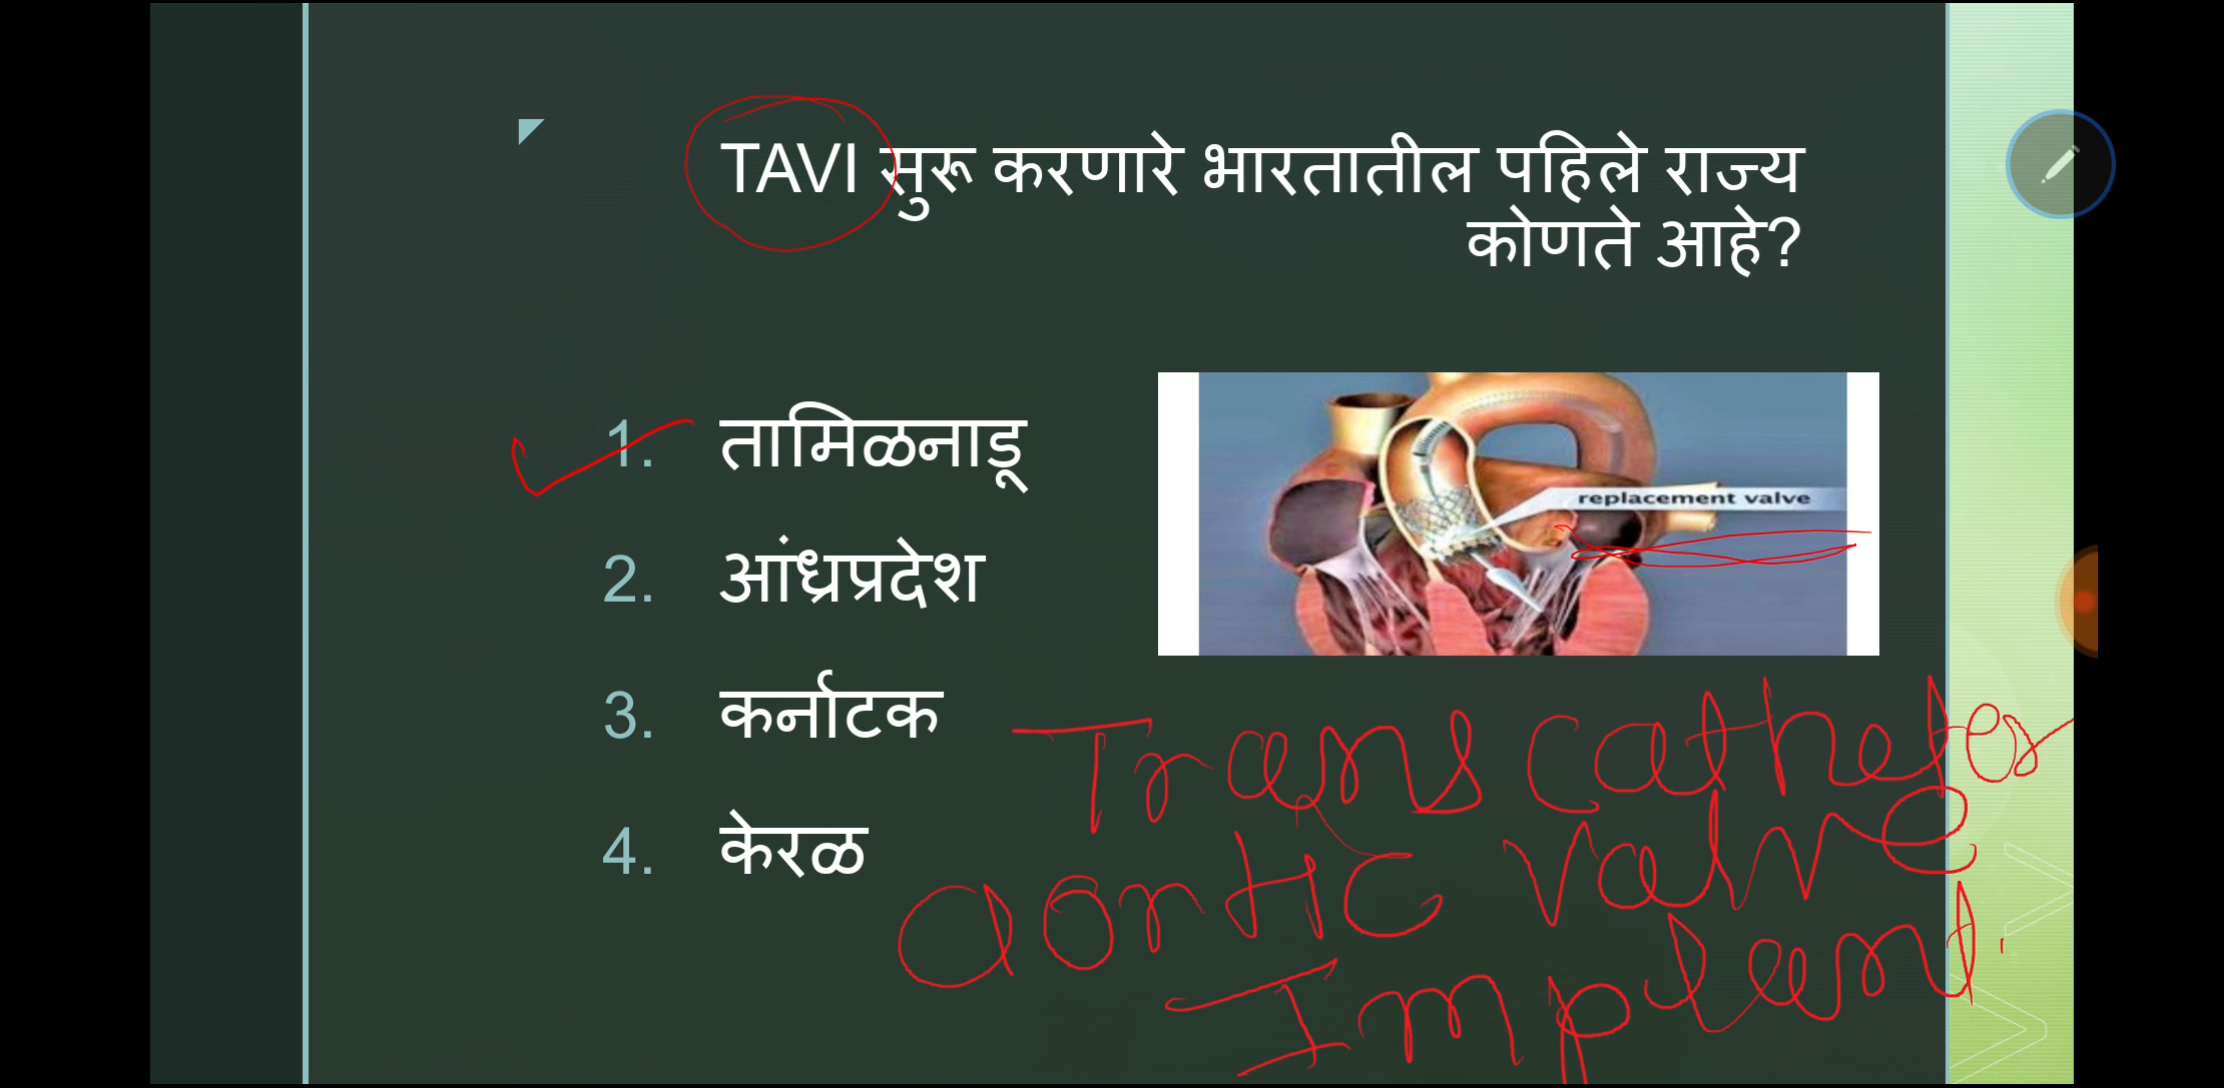 TAVI सुरू करणारे भारतातील पहिले राज्य
कोणते आहे?
1. तामिळनाडू
2. आंध्रप्रदेश
3. कर्नाटक
4. केरळ
replacement valve
Trans catheter
aortic valve
Implent